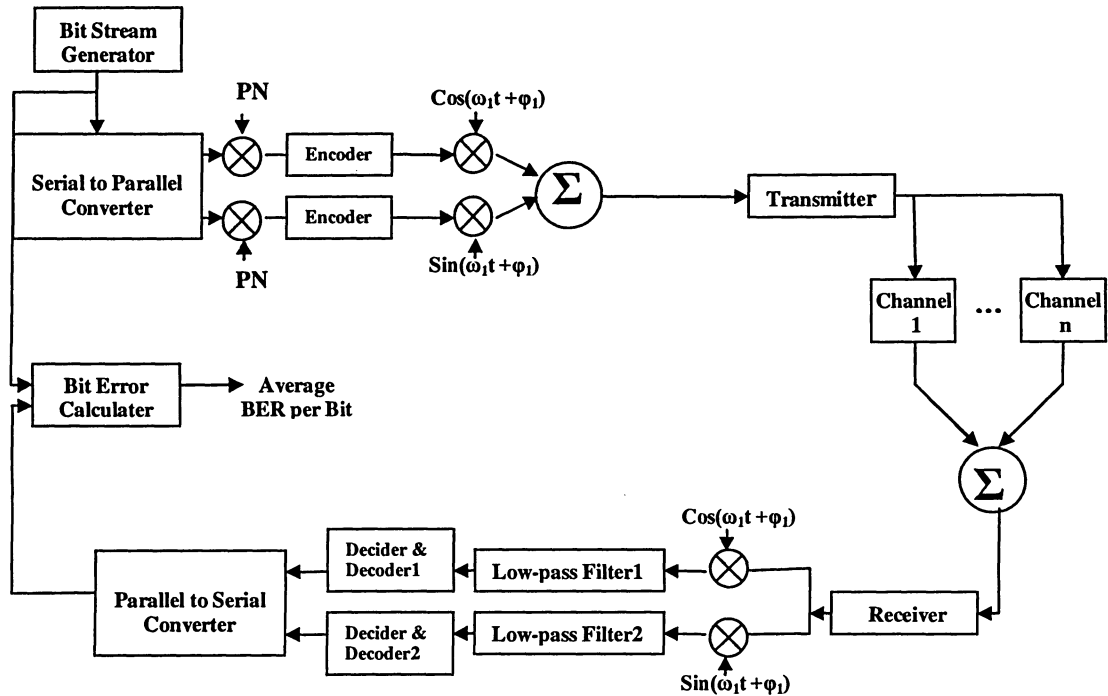 Bit Stream
Generator
PN
Cos(ω₁t +φ₁)
Serial to Parallel
Converter
Encoder
Σ
Transmitter
Encoder
PN
Sin(ω₁t +φ₁)
Channel
1
...
Channel
n
Bit Error
Calculater
Average
BER per Bit
Σ
Cos(ω₁t +φ₁)
Decider &
Decoder1
Low-pass Filter1
Parallel to Serial
Converter
Receiver
Decider &
Decoder2
Low-pass Filter2
Sin(ω₁t +φ₁)